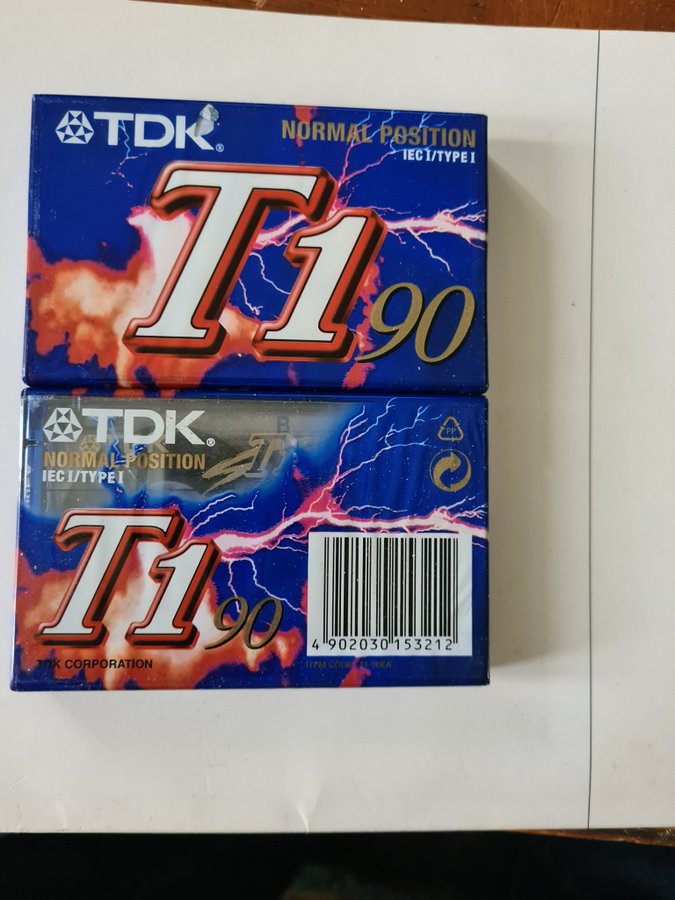 TDK®
NORMAL POSITION
IEC I/TYPE I
T1
90
TDK®
B
NORMAL POSITION
IEC I/TYPE I
T
PP
T1
90
4 902030 153212
TDK CORPORATION